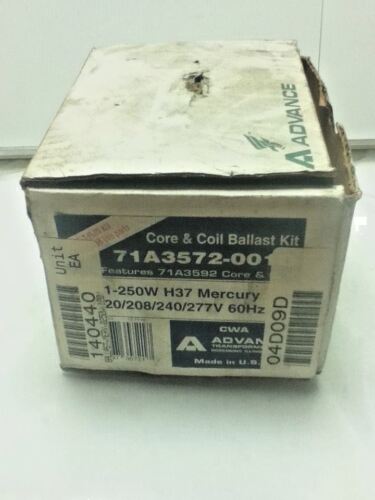 ADVANCE
Core & Coil Ballast Kit
71A3572-001
Features 71A3592 Core &
1-250W H37 Mercury
20/208/240/277V 60Hz
CWA
ADVAN
TRANSFORM
Made in U.S.
Unit
EA
140440
04D09D